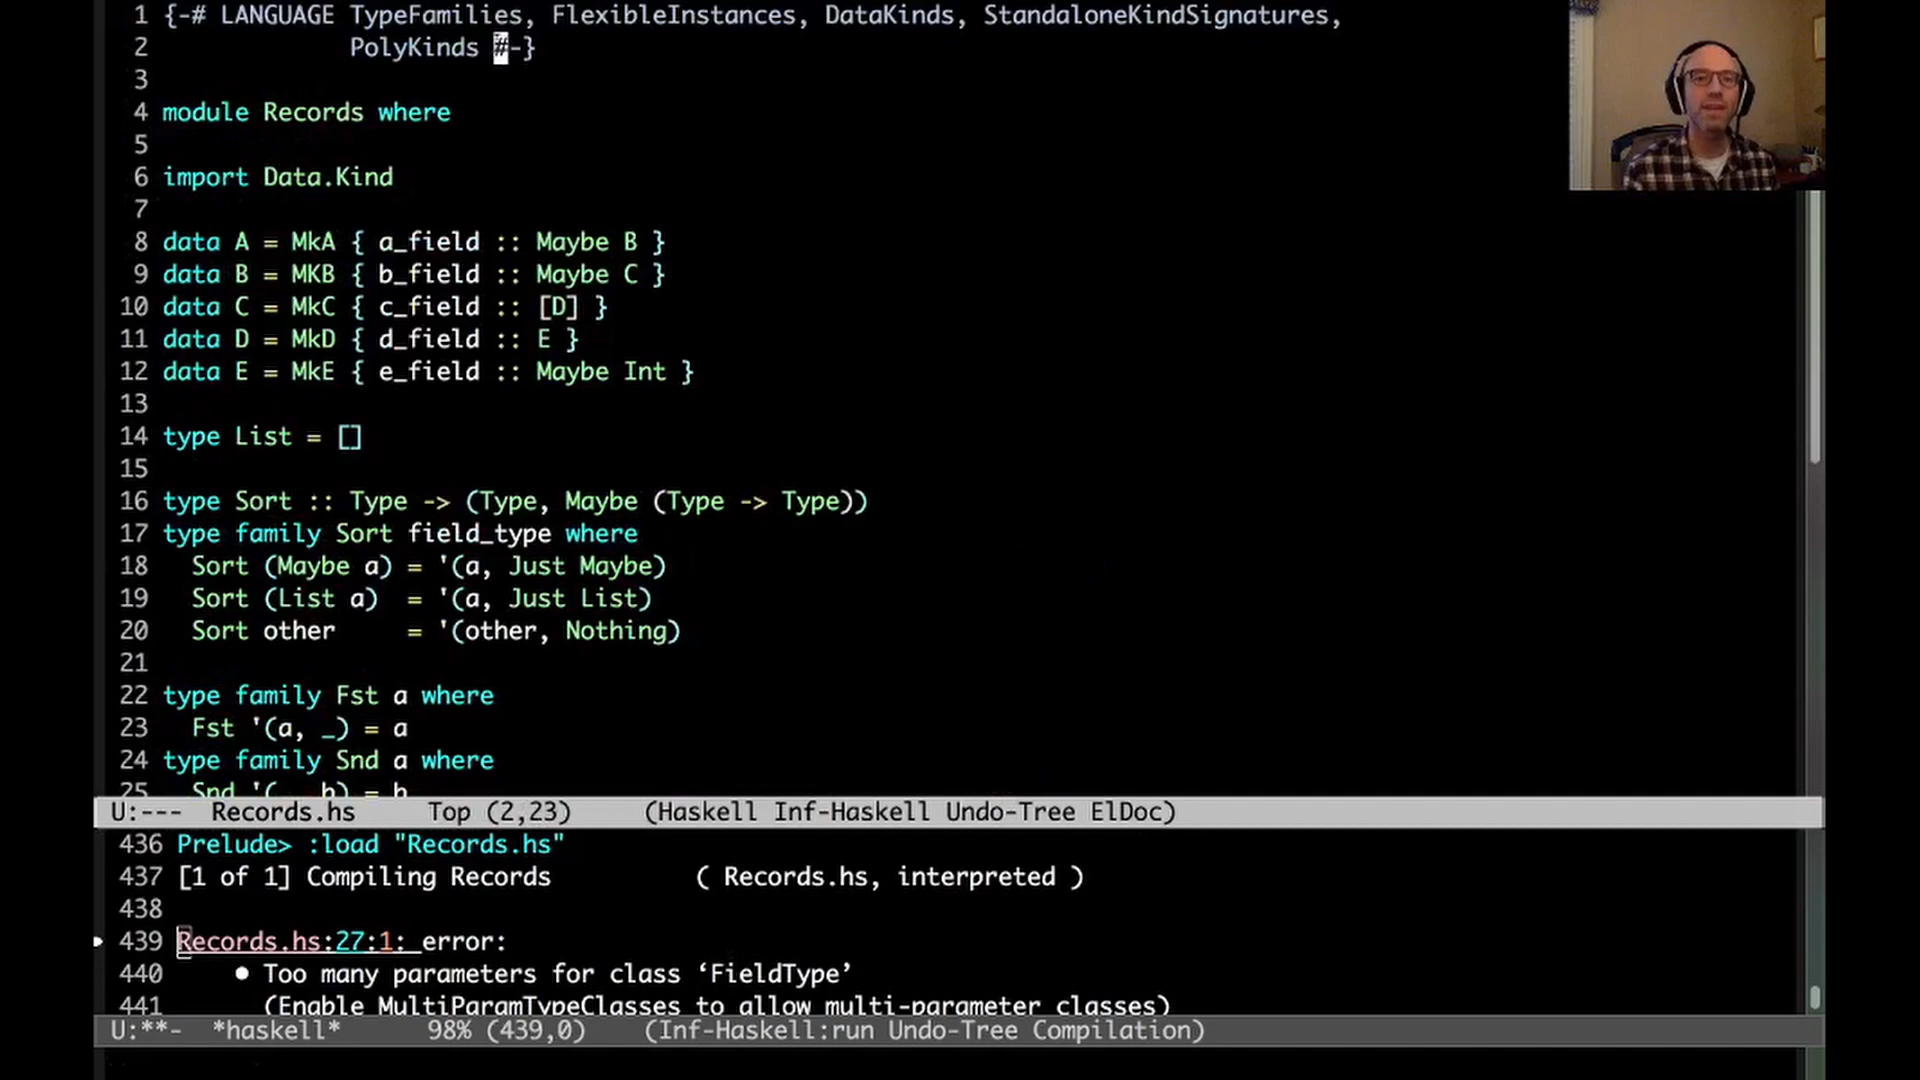 1 {-# LANGUAGE TypeFamilies, FlexibleInstances, DataKinds, StandaloneKindSignatures,
2              PolyKinds #-}
3
4 module Records where
5
6 import Data.Kind
7
8 data A = MkA { a_field :: Maybe B }
9 data B = MKB { b_field :: Maybe C }
10 data C = MkC { c_field :: [D] }
11 data D = MkD { d_field :: E }
12 data E = MkE { e_field :: Maybe Int }
13
14 type List = []
15
16 type Sort :: Type -> (Type, Maybe (Type -> Type))
17 type family Sort field_type where
18   Sort (Maybe a) = '(a, Just Maybe)
19   Sort (List a)  = '(a, Just List)
20   Sort other     = '(other, Nothing)
21
22 type family Fst a where
23   Fst '(a, _) = a
24 type family Snd a where
25   Snd '(_, b) = b
U:---  Records.hs     Top (2,23)     (Haskell Inf-Haskell Undo-Tree ElDoc)
436 Prelude> :load "Records.hs"
437 [1 of 1] Compiling Records          ( Records.hs, interpreted )
438
439 Records.hs:27:1: error:
440     • Too many parameters for class ‘FieldType’
441       (Enable MultiParamTypeClasses to allow multi-parameter classes)
U:**-  *haskell*      98% (439,0)    (Inf-Haskell:run Undo-Tree Compilation)